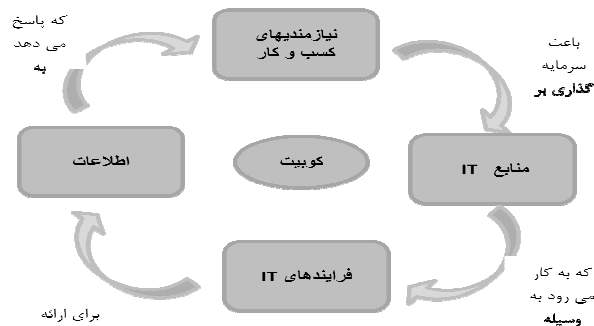 نیازمندیهای
کسب و کار
باعث
سرمایه
گذاری بر
منابع IT
که به کار
می رود به
وسیله
فرایندهای IT
برای ارائه
اطلاعات
که پاسخ
می دهد
به
کوبیت